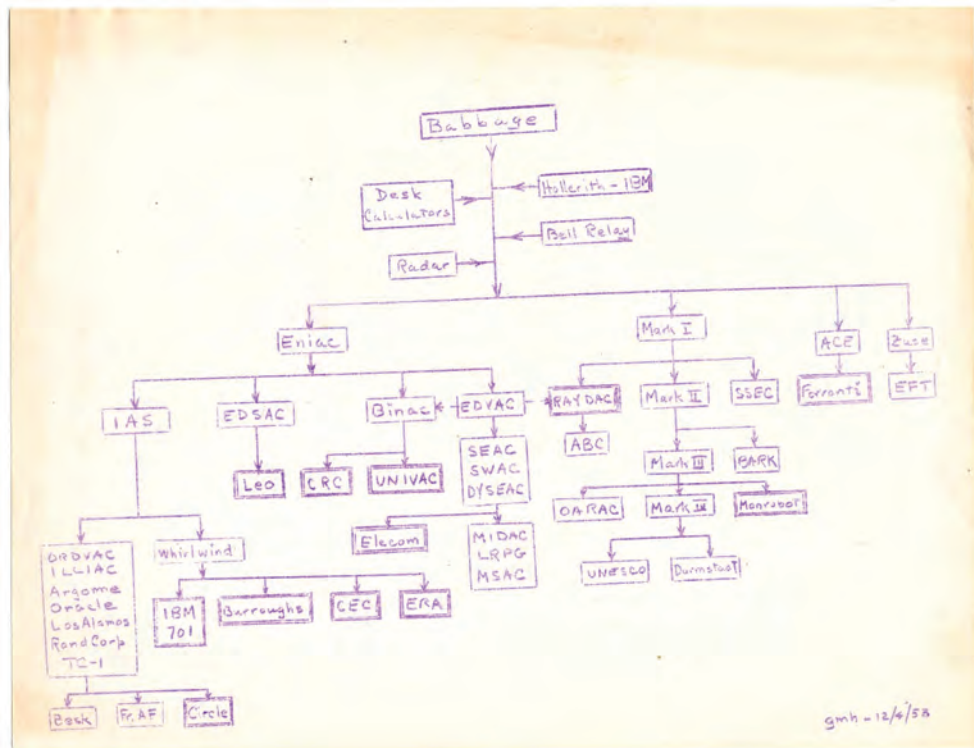 Babbage
Hollerith - IBM
Desk
Calculators
Bell Relay
Radar
Eniac
Mark I
ACE
Zuse
IAS
EDSAC
Binac
EDVAC
RAYDAC
Mark II
SSEC
Ferranti
EFT
Leo
CRC
UNIVAC
SEAC
SWAC
DYSEAC
ABC
Mark III
BARK
OARAC
Mark IV
Monrobot
Elecom
MIDAC
LRPG
MSAC
UNESCO
Durmstadt
ORDVAC
ILLIAC
Argonne
Oracle
Los Alamos
Rand Corp
TC-1
Whirlwind
IBM
701
Burroughs
CEC
ERA
Besk
Fr. AF
Circle
gmh - 12/4/53